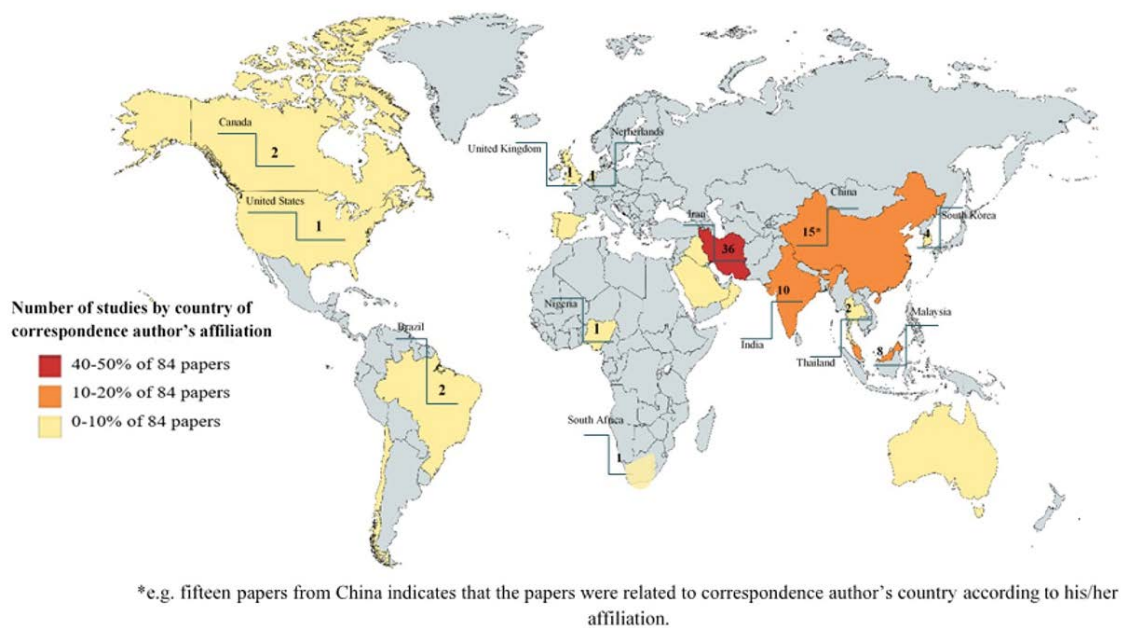 Canada
2
United States
1
United Kingdom
1
Netherlands
1
Iran
36
China
15*
South Korea
4
10
India
Nigeria
1
2
Thailand
Malaysia
8
Brazil
2
South Africa
1
Number of studies by country of
correspondence author's affiliation
40-50% of 84 papers
10-20% of 84 papers
0-10% of 84 papers
*e.g. fifteen papers from China indicates that the papers were related to correspondence author's country according to his/her
affiliation.